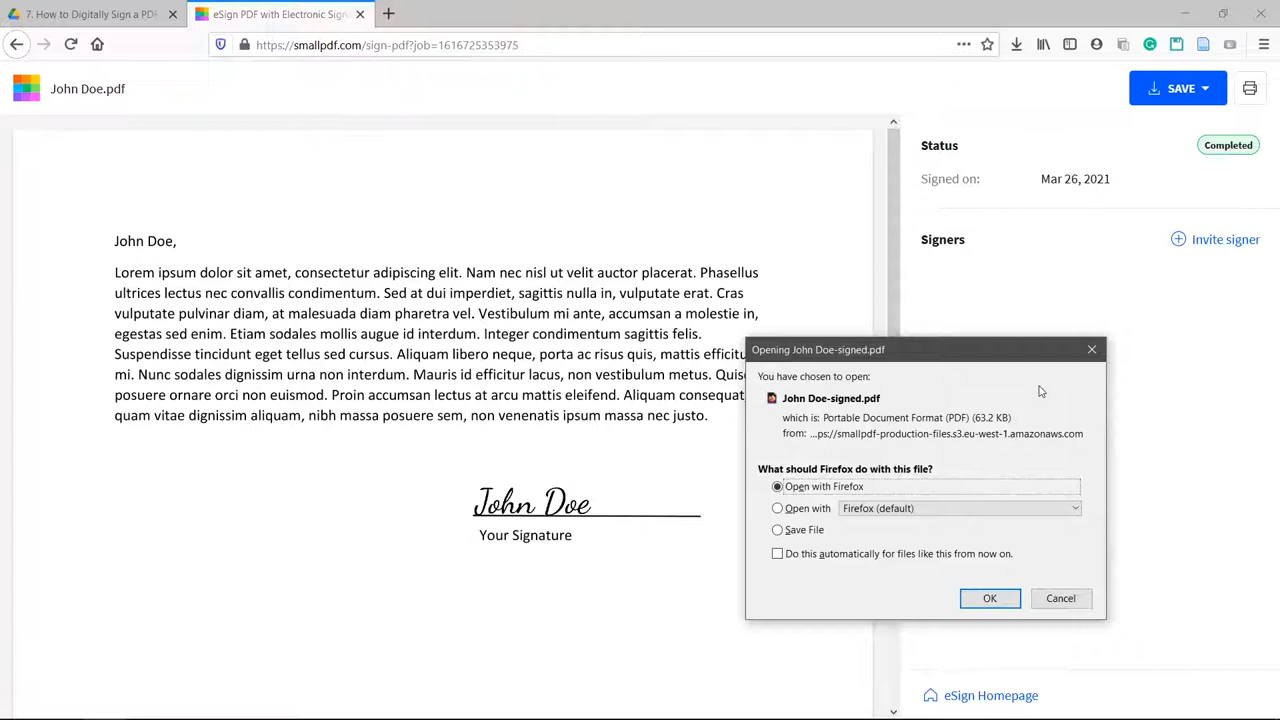 7. How to Digitally Sign a PDF
eSign PDF with Electronic Sign
https://smallpdf.com/sign-pdf?job=1616725353975
John Doe.pdf
SAVE
Status
Completed
Signed on:
Mar 26, 2021
Signers
Invite signer
John Doe,
Lorem ipsum dolor sit amet, consectetur adipiscing elit. Nam nec nisl ut velit auctor placerat. Phasellus
ultrices lectus nec convallis condimentum. Sed at dui imperdiet, sagittis nulla in, vulputate erat. Cras
vulputate pulvinar diam, at malesuada diam pharetra vel. Vestibulum mi ante, accumsan a molestie in,
egestas sed enim. Etiam sodales mollis augue id interdum. Integer condimentum sagittis felis.
Suspendisse tincidunt eget tellus sed cursus. Aliquam libero neque, porta ac risus quis, mattis efficitu
mi. Nunc sodales dignissim urna non interdum. Mauris id efficitur lacus, non vestibulum metus. Quis
posuere ornare orci non euismod. Proin accumsan lectus at arcu mattis eleifend. Aliquam consequat
quam vitae dignissim aliquam, nibh massa posuere sem, non venenatis ipsum massa nec justo.
John Doe
Your Signature
Opening John Doe-signed.pdf
You have chosen to open:
John Doe-signed.pdf
which is: Portable Document Format (PDF) (63.2 KB)
from: ...ps://smallpdf-production-files.s3.eu-west-1.amazonaws.com
What should Firefox do with this file?
Open with Firefox
Open with
Firefox (default)
Save File
Do this automatically for files like this from now on.
OK
Cancel
eSign Homepage